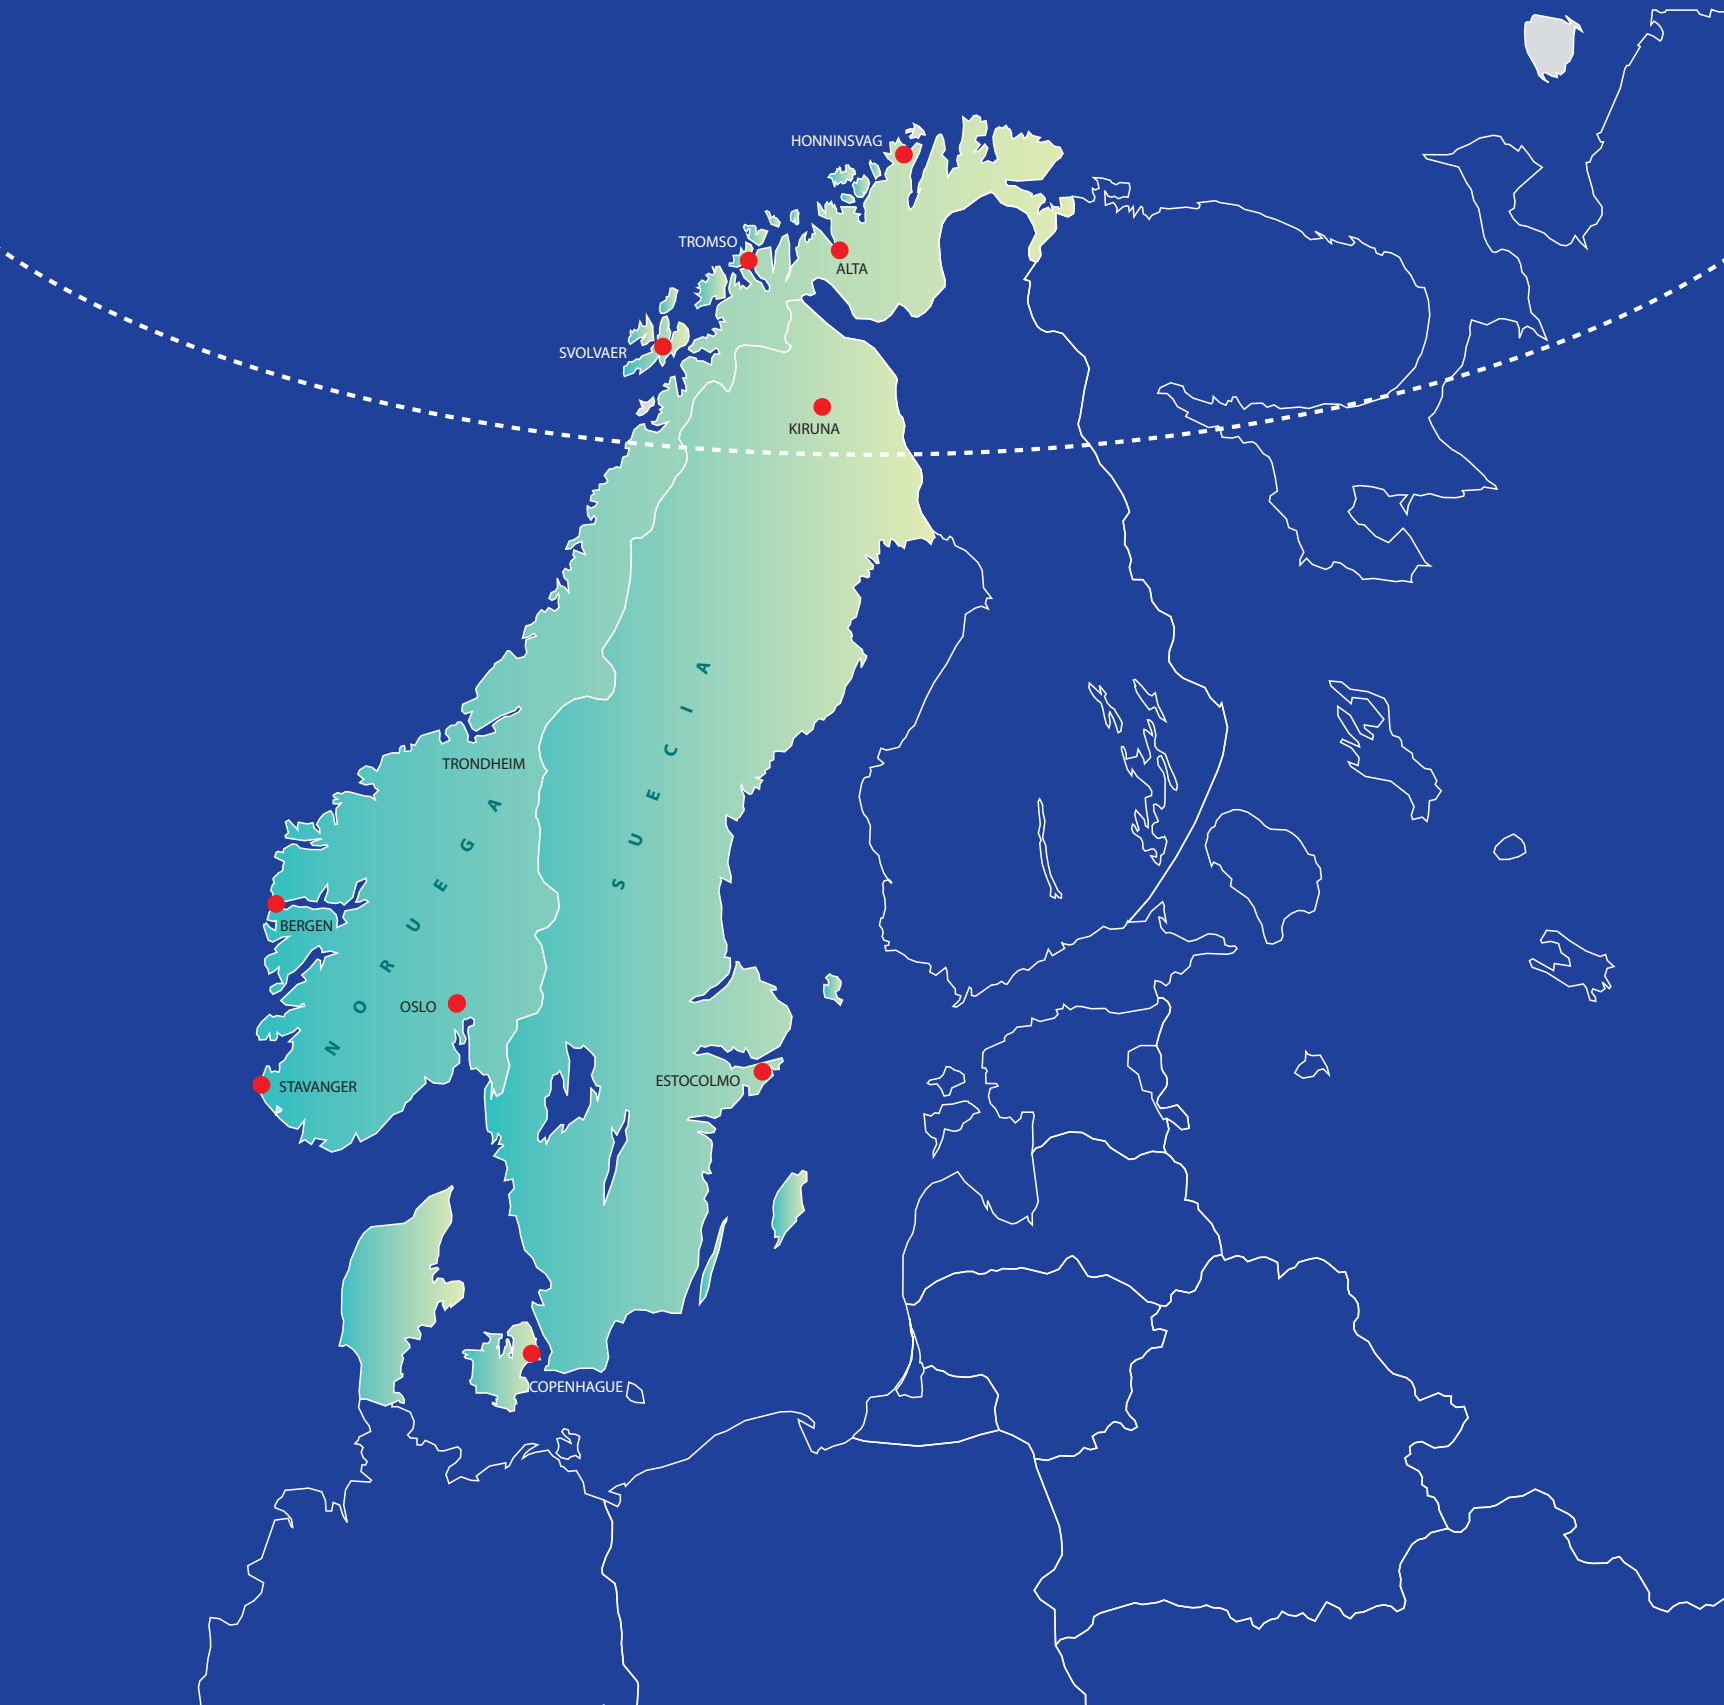 HONNINSVAG
TROMSO
ALTA
SVOLVAER
KIRUNA
SUECIA
TRONDHEIM
NORUEGA
BERGEN
OSLO
ESTOCOLMO
STAVANGER
COPENHAGUE